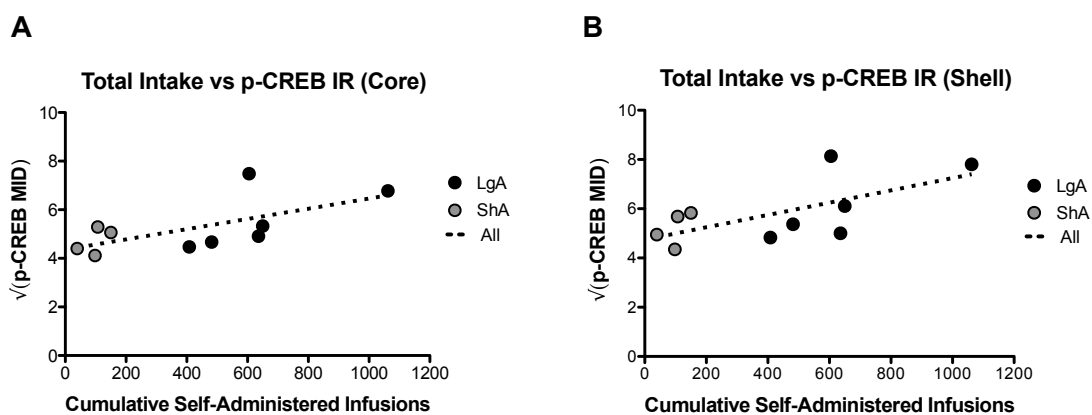 A
Total Intake vs p-CREB IR (Core)
10
8
6
4
2
0
√(p-CREB MID)
0 200 400 600 800 1000 1200
Cumulative Self-Administered Infusions
LgA
ShA
All
B
Total Intake vs p-CREB IR (Shell)
10
8
6
4
2
0
√(p-CREB MID)
0 200 400 600 800 1000 1200
Cumulative Self-Administered Infusions
LgA
ShA
All